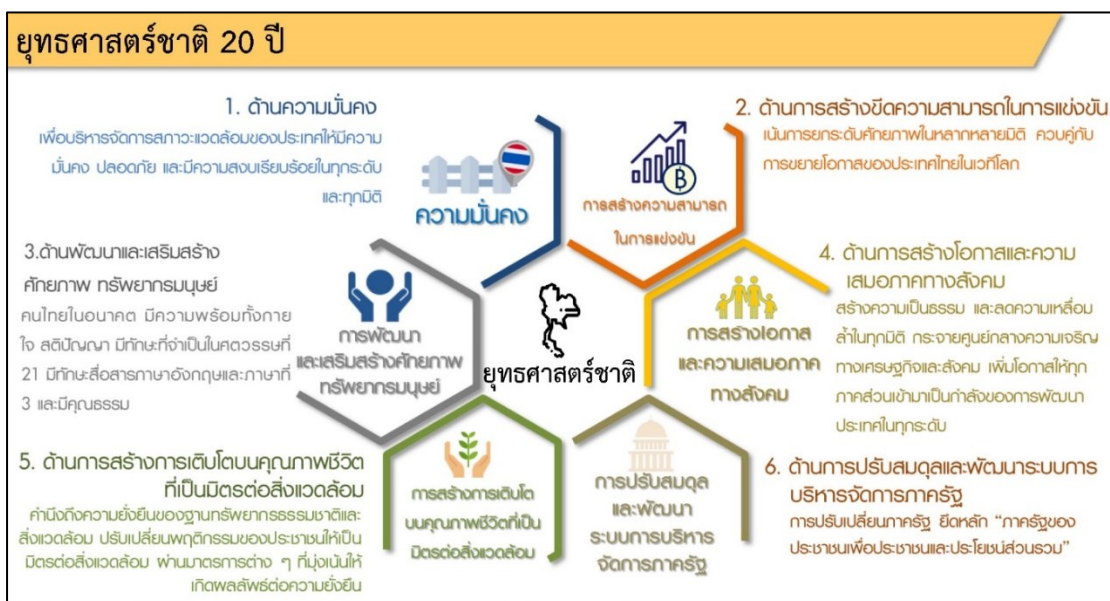 ยุทธศาสตร์ชาติ 20 ปี
1. ด้านความมั่นคง
เพื่อบริหารจัดการสภาวะแวดล้อมของประเทศให้มีความ
มั่นคง ปลอดภัย และมีความสงบเรียบร้อยในทุกระดับ
และทุกมิติ
ความมั่นคง
2. ด้านการสร้างขีดความสามารถในการแข่งขัน
เน้นการยกระดับศักยภาพในหลากหลายมิติ ควบคู่กับ
การขยายโอกาสของประเทศไทยในเวทีโลก
฿
การสร้างความสามารถ
ในการแข่งขัน
3.ด้านพัฒนาและเสริมสร้าง
ศักยภาพ ทรัพยากรมนุษย์
คนไทยในอนาคต มีความพร้อมทั้งกาย
ใจ สติปัญญา มีทักษะที่จำเป็นในศตวรรษที่
21 มีทักษะสื่อสารภาษาอังกฤษและภาษาที่
3 และมีคุณธรรม
การพัฒนา
และเสริมสร้างศักยภาพ
ทรัพยากรมนุษย์
ยุทธศาสตร์ชาติ
4. ด้านการสร้างโอกาสและความ
เสมอภาคทางสังคม
สร้างความเป็นธรรม และลดความเหลื่อม
ล้ำในทุกมิติ กระจายศูนย์กลางความเจริญ
ทางเศรษฐกิจและสังคม เพิ่มโอกาสให้ทุก
ภาคส่วนเข้ามาเป็นกำลังของการพัฒนา
ประเทศในทุกระดับ
การสร้างโอกาส
และความเสมอภาค
ทางสังคม
5. ด้านการสร้างการเติบโตบนคุณภาพชีวิต
ที่เป็นมิตรต่อสิ่งแวดล้อม
คำนึงถึงความยั่งยืนของฐานทรัพยากรธรรมชาติและ
สิ่งแวดล้อม ปรับเปลี่ยนพฤติกรรมของประชาชนให้เป็น
มิตรต่อสิ่งแวดล้อม ผ่านมาตรการต่าง ๆ ที่มุ่งเน้นให้
เกิดผลลัพธ์ต่อความยั่งยืน
การสร้างการเติบโต
บนคุณภาพชีวิตที่เป็น
มิตรต่อสิ่งแวดล้อม
การปรับสมดุล
และพัฒนา
ระบบการบริหาร
จัดการภาครัฐ
6. ด้านการปรับสมดุลและพัฒนาระบบการ
บริหารจัดการภาครัฐ
การปรับเปลี่ยนภาครัฐ ยึดหลัก “ภาครัฐของ
ประชาชนเพื่อประชาชนและประโยชน์ส่วนรวม”